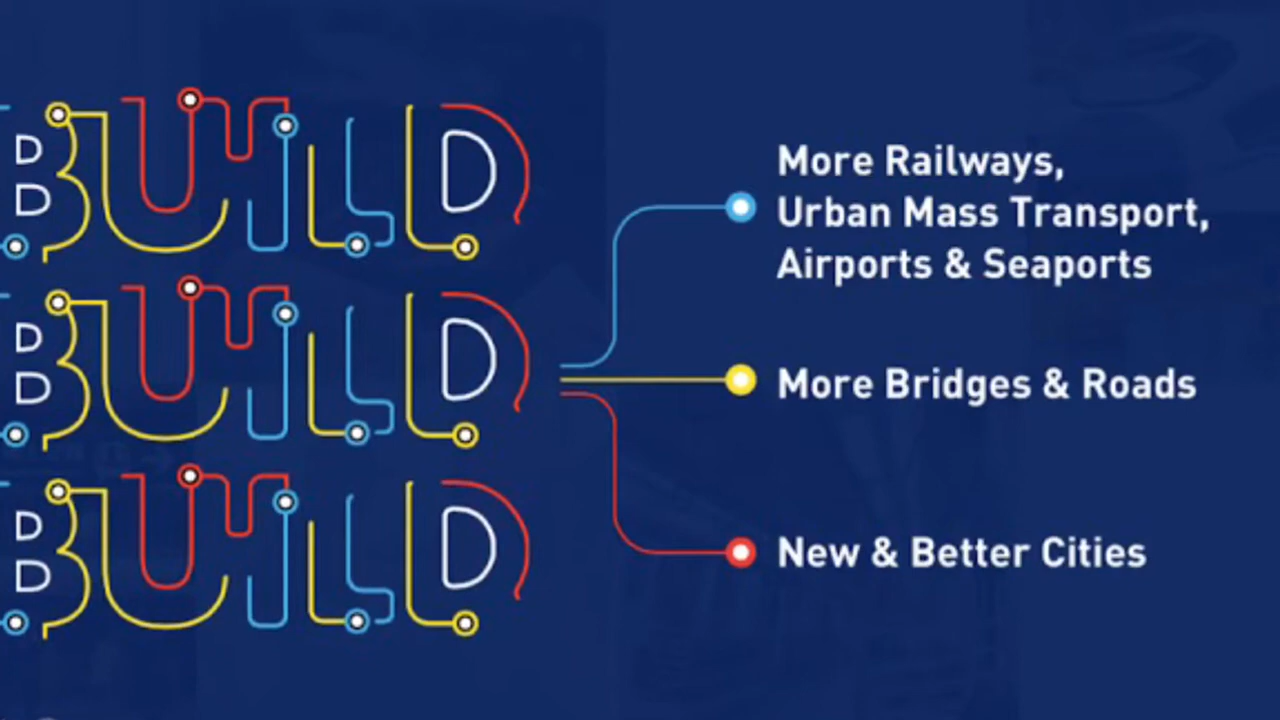 BUILD
BUILD
BUILD
More Railways,
Urban Mass Transport,
Airports & Seaports
More Bridges & Roads
New & Better Cities